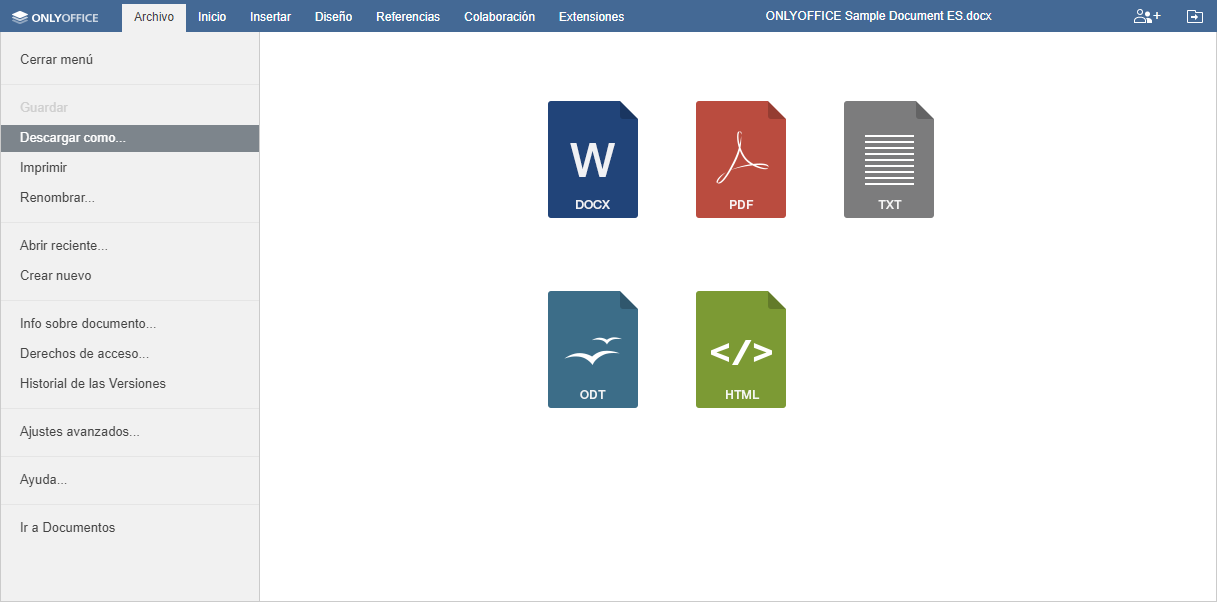 ONLYOFFICE
Archivo Inicio Insertar Diseño Referencias Colaboración Extensiones
ONLYOFFICE Sample Document ES.docx
Cerrar menú
Guardar
Descargar como...
Imprimir
Renombrar...
Abrir reciente...
Crear nuevo
Info sobre documento...
Derechos de acceso...
Historial de las Versiones
Ajustes avanzados...
Ayuda...
Ir a Documentos
W
DOCX
PDF
TXT
ODT
</>
HTML